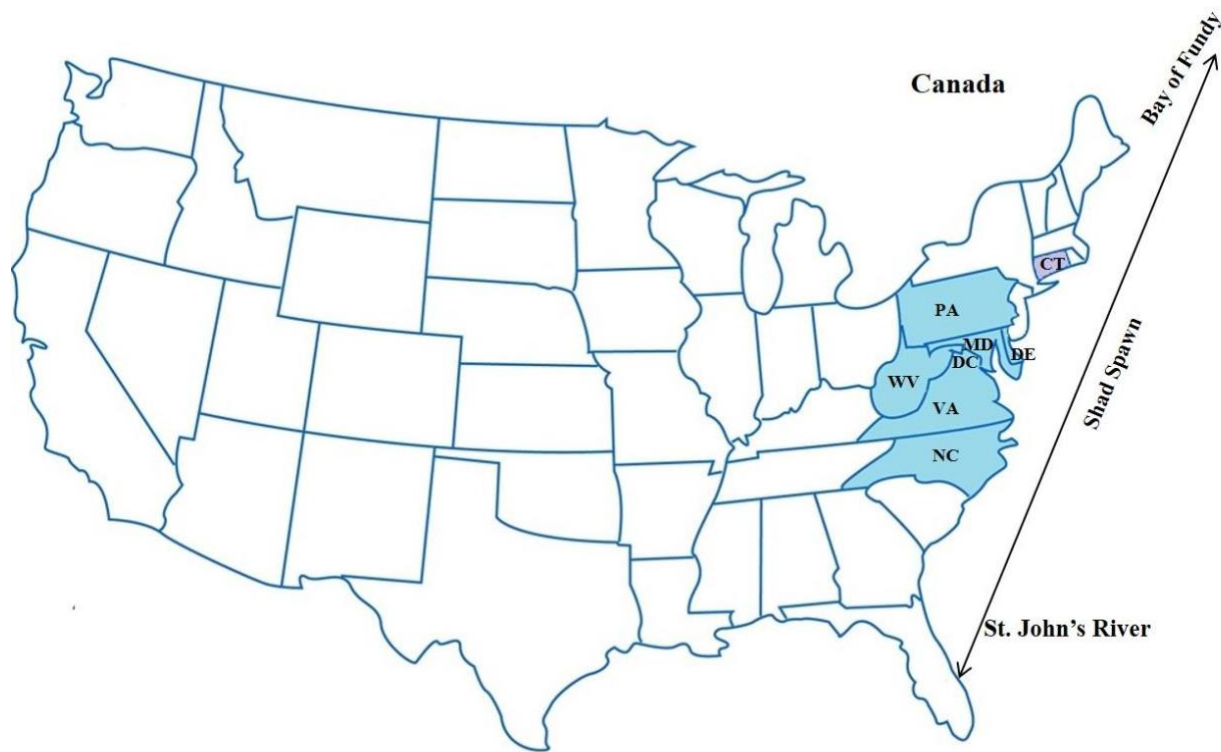 Canada
Bay of Fundy
CT
PA
MD
DE
DC
WV
VA
Shad Spawn
NC
St. John's River